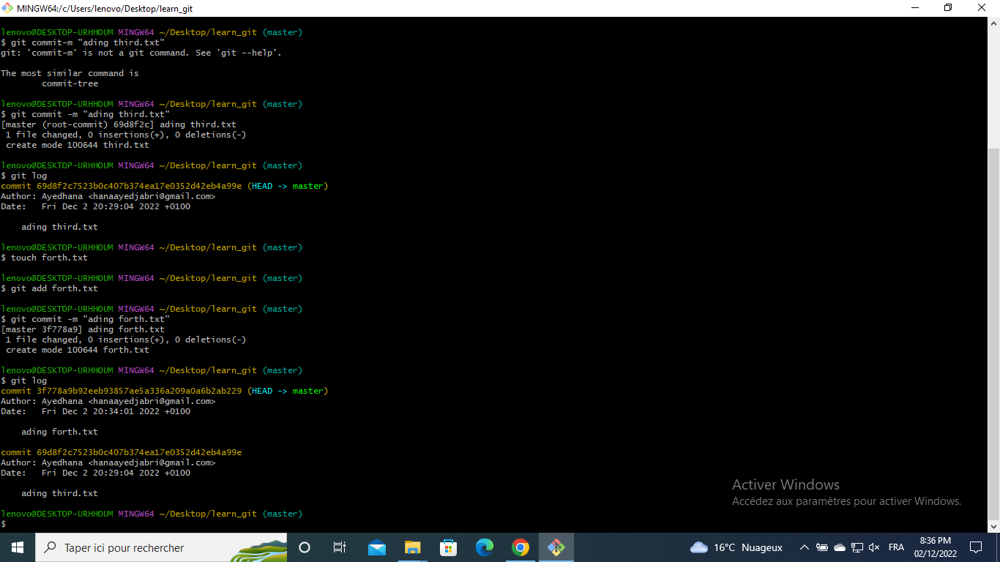 MINGW64:/c/Users/lenovo/Desktop/learn_git
lenovo@DESKTOP-URHHOUM MINGW64 ~/Desktop/learn_git (master)
$ git commit-m "ading third.txt"
git: 'commit-m' is not a git command. See 'git --help'.
The most similar command is
        commit-tree
lenovo@DESKTOP-URHHOUM MINGW64 ~/Desktop/learn_git (master)
$ git commit -m "ading third.txt"
[master (root-commit) 69d8f2c] ading third.txt
 1 file changed, 0 insertions(+), 0 deletions(-)
 create mode 100644 third.txt
lenovo@DESKTOP-URHHOUM MINGW64 ~/Desktop/learn_git (master)
$ git log
commit 69d8f2c7523b0c407b374ea17e0352d42eb4a99e (HEAD -> master)
Author: Ayedhana <hanaayedjabri@gmail.com>
Date:   Fri Dec 2 20:29:04 2022 +0100
    ading third.txt
lenovo@DESKTOP-URHHOUM MINGW64 ~/Desktop/learn_git (master)
$ touch forth.txt
lenovo@DESKTOP-URHHOUM MINGW64 ~/Desktop/learn_git (master)
$ git add forth.txt
lenovo@DESKTOP-URHHOUM MINGW64 ~/Desktop/learn_git (master)
$ git commit -m "ading forth.txt"
[master 3f778a9] ading forth.txt
 1 file changed, 0 insertions(+), 0 deletions(-)
 create mode 100644 forth.txt
lenovo@DESKTOP-URHHOUM MINGW64 ~/Desktop/learn_git (master)
$ git log
commit 3f778a9b92eeb93857ae5a336a209a0a6b2ab229 (HEAD -> master)
Author: Ayedhana <hanaayedjabri@gmail.com>
Date:   Fri Dec 2 20:34:01 2022 +0100
    ading forth.txt
commit 69d8f2c7523b0c407b374ea17e0352d42eb4a99e
Author: Ayedhana <hanaayedjabri@gmail.com>
Date:   Fri Dec 2 20:29:04 2022 +0100
    ading third.txt
lenovo@DESKTOP-URHHOUM MINGW64 ~/Desktop/learn_git (master)
$
Activer Windows
Accédez aux paramètres pour activer Windows.
Taper ici pour rechercher
16°C Nuageux
FRA
8:36 PM
02/12/2022